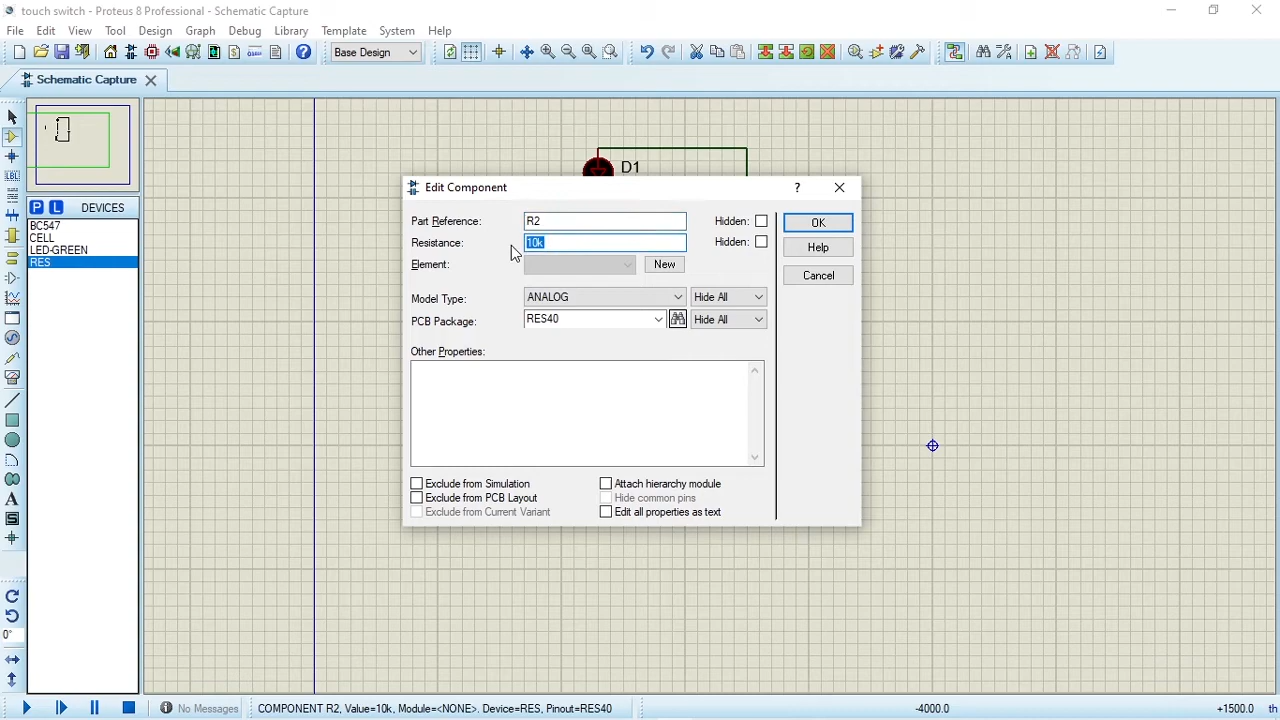 touch switch - Proteus 8 Professional - Schematic Capture
File Edit View Tool Design Graph Debug Library Template System Help
Base Design
Schematic Capture
P L DEVICES
BC547
CELL
LED-GREEN
RES
LBL
A
S
0°
D1
Edit Component
?
Part Reference: R2 Hidden: OK
Resistance: 10k Hidden: Help
Element: New
Cancel
Model Type: ANALOG Hide All
PCB Package: RES40 Hide All
Other Properties:
Exclude from Simulation Attach hierarchy module
Exclude from PCB Layout Hide common pins
Exclude from Current Variant Edit all properties as text
No Messages COMPONENT R2, Value=10k, Module=<NONE>. Device=RES, Pinout=RES40 -4000.0 +1500.0 th